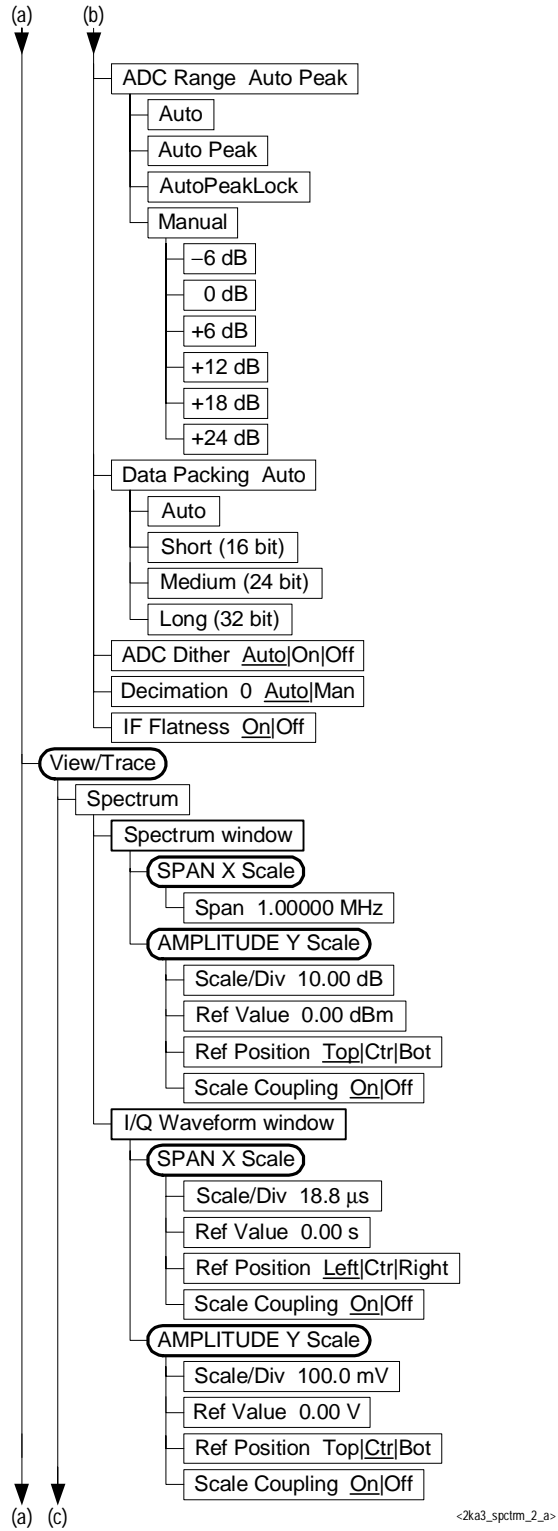 (a) (b)
ADC Range Auto Peak
Auto
Auto Peak
AutoPeakLock
Manual
−6 dB
0 dB
+6 dB
+12 dB
+18 dB
+24 dB
Data Packing Auto
Auto
Short (16 bit)
Medium (24 bit)
Long (32 bit)
ADC Dither Auto|On|Off
Decimation 0 Auto|Man
IF Flatness On|Off
View/Trace
Spectrum
Spectrum window
SPAN X Scale
Span 1.00000 MHz
AMPLITUDE Y Scale
Scale/Div 10.00 dB
Ref Value 0.00 dBm
Ref Position Top|Ctr|Bot
Scale Coupling On|Off
I/Q Waveform window
SPAN X Scale
Scale/Div 18.8 µs
Ref Value 0.00 s
Ref Position Left|Ctr|Right
Scale Coupling On|Off
AMPLITUDE Y Scale
Scale/Div 100.0 mV
Ref Value 0.00 V
Ref Position Top|Ctr|Bot
Scale Coupling On|Off
(a) (c)
<2ka3_spctrm_2_a>